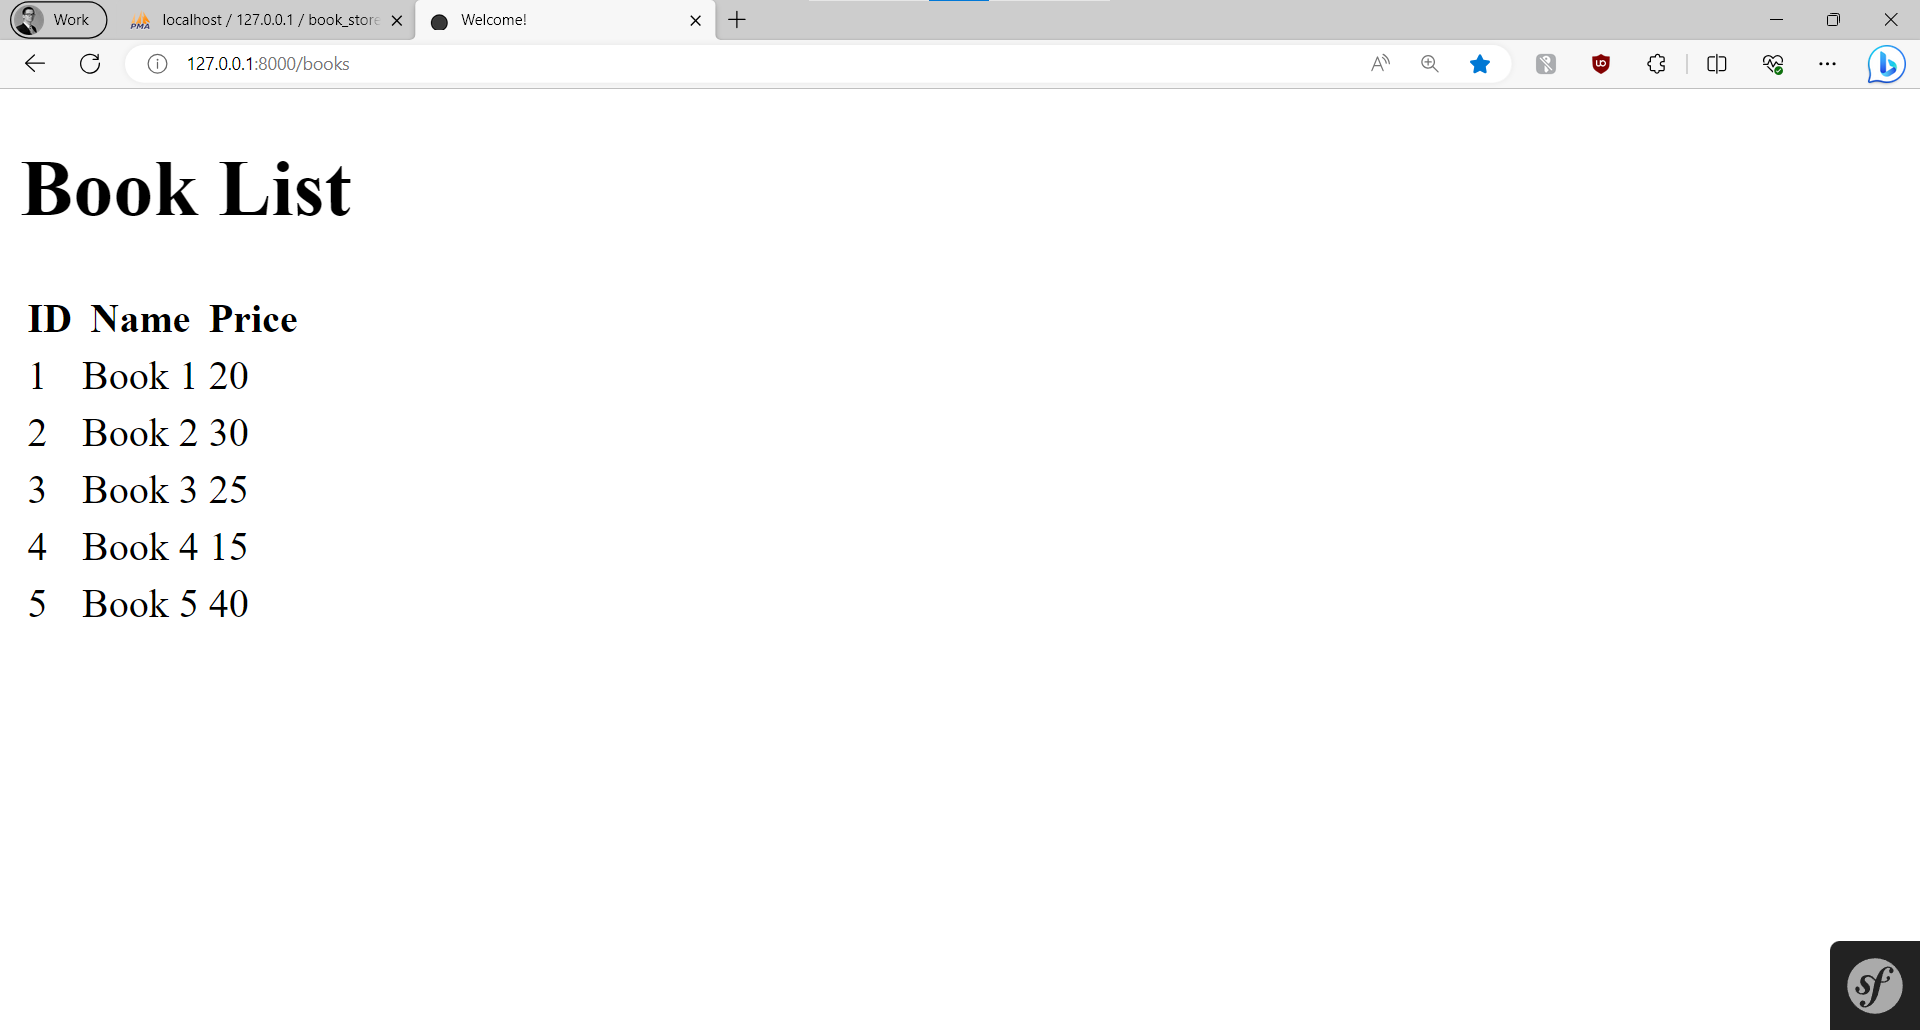 Work
PMA
localhost / 127.0.0.1 / book_store
Welcome!
127.0.0.1:8000/books
Book List
ID Name Price
1 Book 1 20
2 Book 2 30
3 Book 3 25
4 Book 4 15
5 Book 5 40
sf